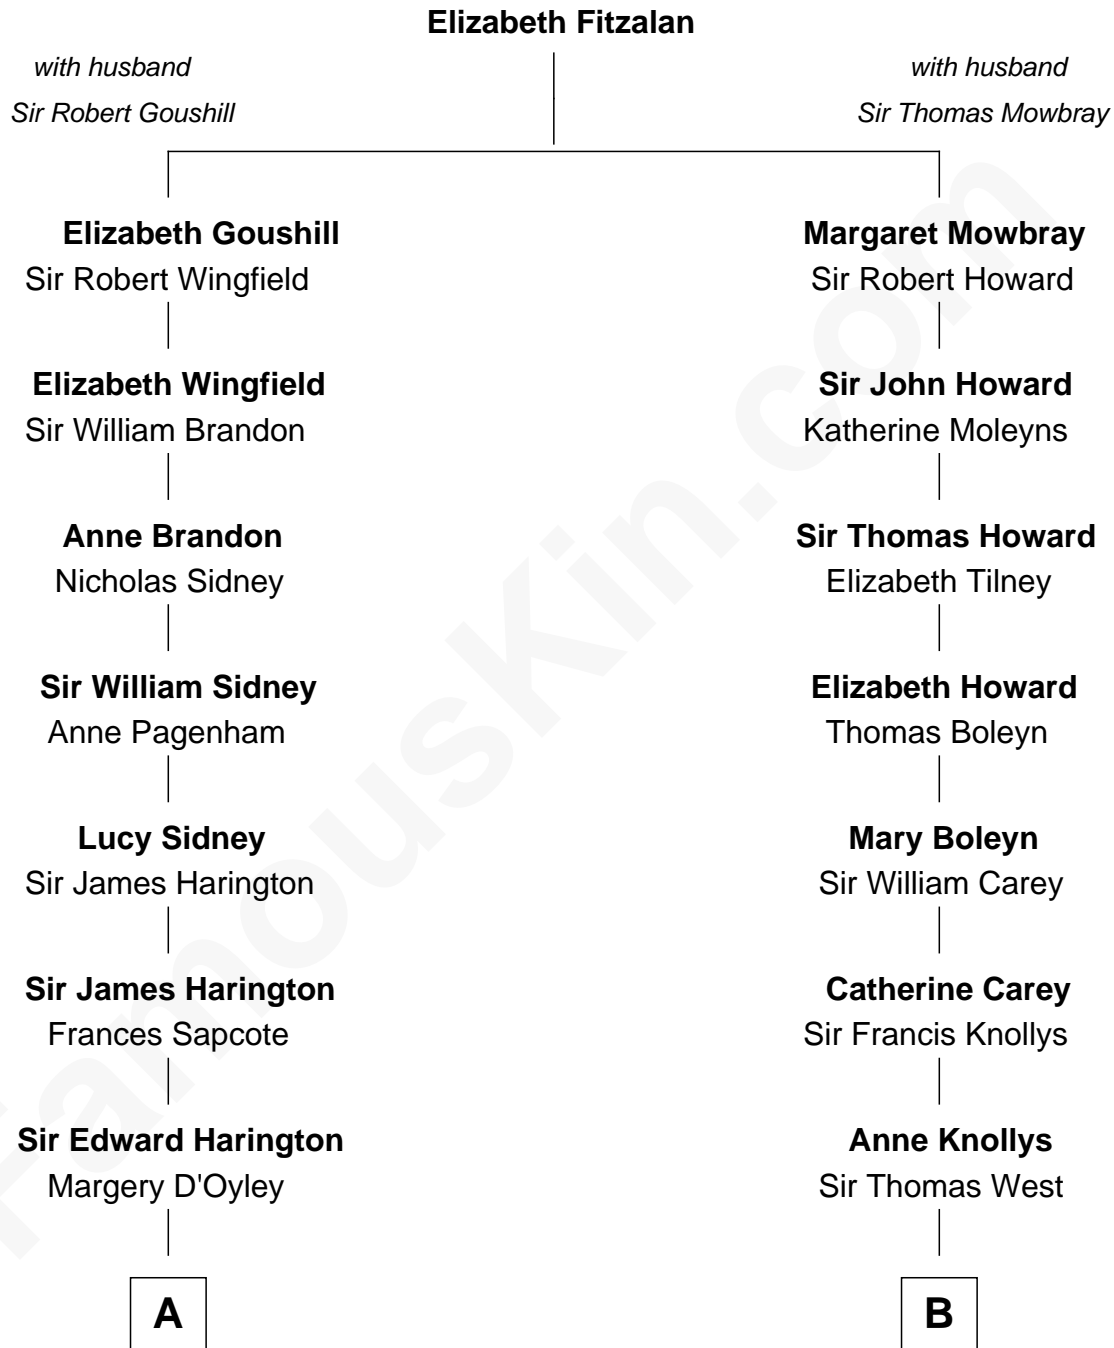 Elizabeth Fitzalan
with husband
Sir Robert Goushill
with husband
Sir Thomas Mowbray
Elizabeth Goushill
Sir Robert Wingfield
Margaret Mowbray
Sir Robert Howard
Elizabeth Wingfield
Sir William Brandon
Sir John Howard
Katherine Moleyns
Anne Brandon
Nicholas Sidney
Sir Thomas Howard
Elizabeth Tilney
Sir William Sidney
Anne Pagenham
Elizabeth Howard
Thomas Boleyn
Lucy Sidney
Sir James Harington
Mary Boleyn
Sir William Carey
Sir James Harington
Frances Sapcote
Catherine Carey
Sir Francis Knollys
Sir Edward Harington
Margery D'Oyley
Anne Knollys
Sir Thomas West
A
B
FamousKin.com